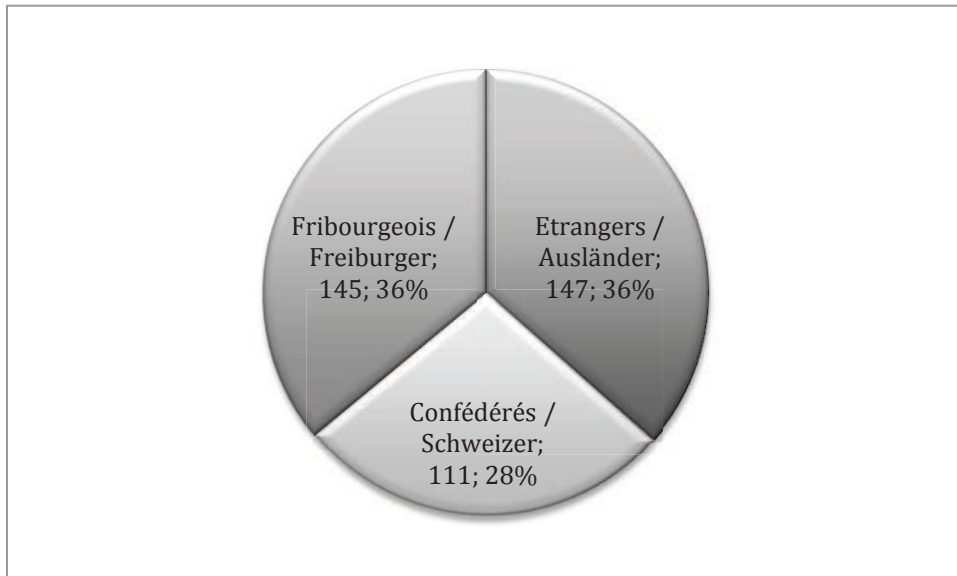 Fribourgeois /
Freiburger;
145; 36%
Etrangers /
Ausländer;
147; 36%
Confédérés /
Schweizer;
111; 28%